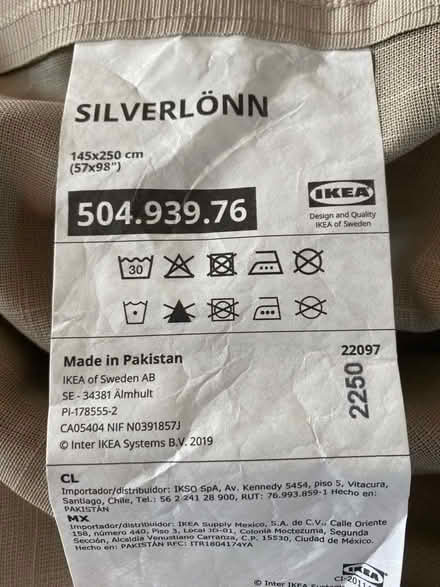 SILVERLÖNN
145x250 cm
(57x98")
504.939.76
IKEA
Design and Quality
IKEA of Sweden
30
Made in Pakistan
22097
IKEA of Sweden AB
SE - 34381 Älmhult
PI-178555-2
CA05404 NIF N0391857J
© Inter IKEA Systems B.V. 2019
2250
CL
Importador/distribuidor: IKSO SpA, Av. Kennedy 5454, piso 5, Vitacura,
Santiago, Chile, Tel.: 56 2 241 28 900, RUT: 76.993.859-1 Hecho en:
PAKISTÁN
MX
Importador/distribuidor: IKEA Supply Mexico, S.A. de C.V., Calle Oriente
158, número 440, Piso 3, Local 3D-01, Colonia Moctezuma, Segunda
Sección, Alcaldía Venustiano Carranza, C.P. 15530, Ciudad de México.
Hecho en: PAKISTÁN RFC: ITR1804174YA
IKEA
© Inter IKEA